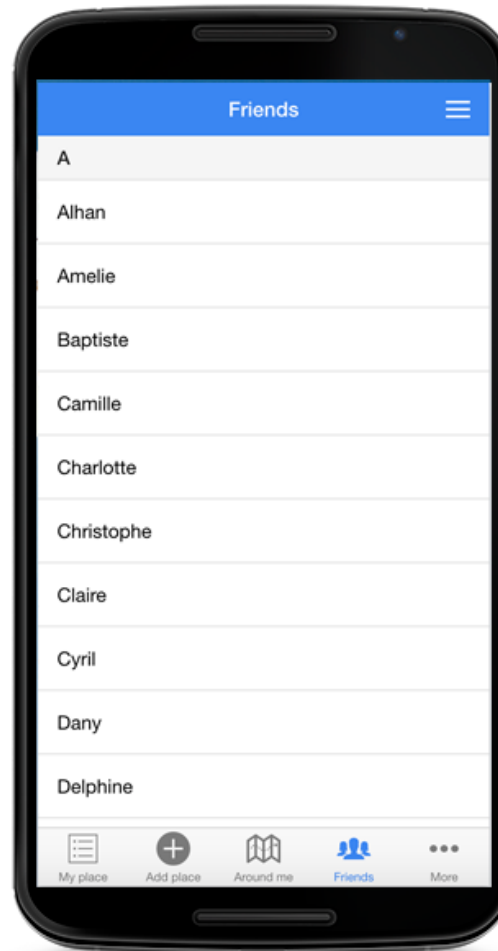 Friends
A
Alhan
Amelie
Baptiste
Camille
Charlotte
Christophe
Claire
Cyril
Dany
Delphine
My place Add place Around me Friends More